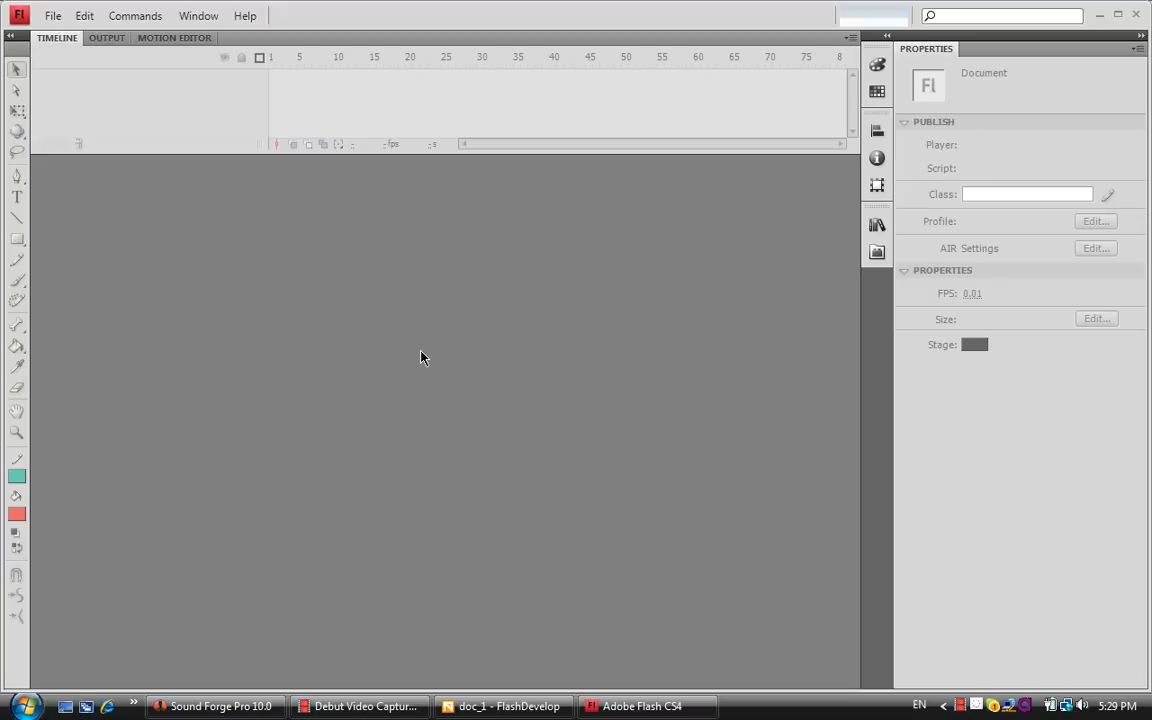 Fl File Edit Commands Window Help
TIMELINE OUTPUT MOTION EDITOR
1 5 10 15 20 25 30 35 40 45 50 55 60 65 70 75 8
fps s
T
PROPERTIES
Fl Document
PUBLISH
Player:
Script:
Class:
Profile: Edit...
AIR Settings Edit...
PROPERTIES
FPS: 0.01
Size: Edit...
Stage:
Sound Forge Pro 10.0 Debut Video Captur... doc_1 - FlashDevelop Fl Adobe Flash CS4 EN 5:29 PM